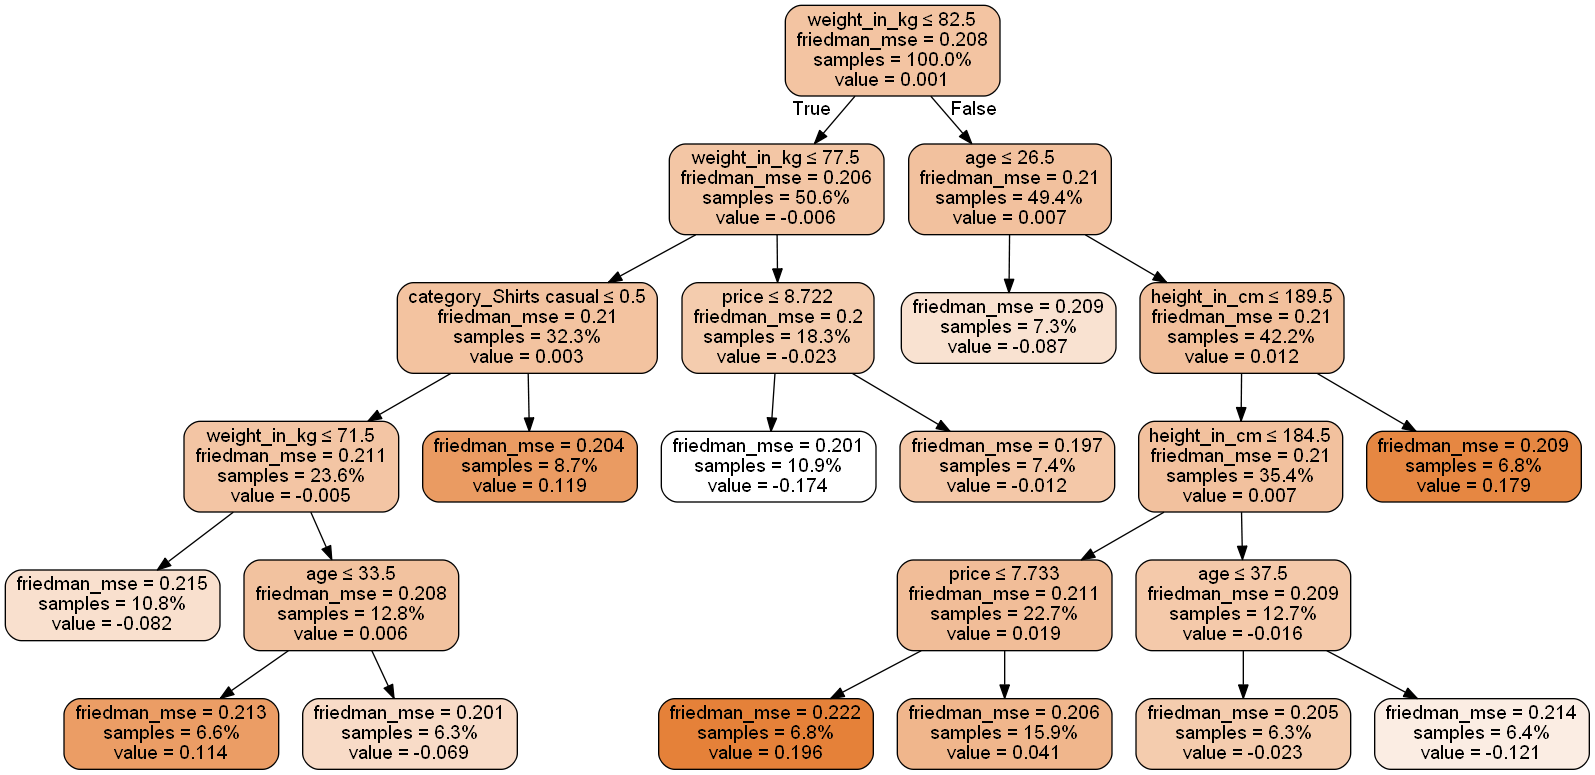 weight_in_kg ≤ 82.5
friedman_mse = 0.208
samples = 100.0%
value = 0.001
True
False
weight_in_kg ≤ 77.5
friedman_mse = 0.206
samples = 50.6%
value = -0.006
age ≤ 26.5
friedman_mse = 0.21
samples = 49.4%
value = 0.007
category_Shirts casual ≤ 0.5
friedman_mse = 0.21
samples = 32.3%
value = 0.003
price ≤ 8.722
friedman_mse = 0.2
samples = 18.3%
value = -0.023
friedman_mse = 0.209
samples = 7.3%
value = -0.087
height_in_cm ≤ 189.5
friedman_mse = 0.21
samples = 42.2%
value = 0.012
weight_in_kg ≤ 71.5
friedman_mse = 0.211
samples = 23.6%
value = -0.005
friedman_mse = 0.204
samples = 8.7%
value = 0.119
friedman_mse = 0.201
samples = 10.9%
value = -0.174
friedman_mse = 0.197
samples = 7.4%
value = -0.012
height_in_cm ≤ 184.5
friedman_mse = 0.21
samples = 35.4%
value = 0.007
friedman_mse = 0.209
samples = 6.8%
value = 0.179
friedman_mse = 0.215
samples = 10.8%
value = -0.082
age ≤ 33.5
friedman_mse = 0.208
samples = 12.8%
value = 0.006
price ≤ 7.733
friedman_mse = 0.211
samples = 22.7%
value = 0.019
age ≤ 37.5
friedman_mse = 0.209
samples = 12.7%
value = -0.016
friedman_mse = 0.213
samples = 6.6%
value = 0.114
friedman_mse = 0.201
samples = 6.3%
value = -0.069
friedman_mse = 0.222
samples = 6.8%
value = 0.196
friedman_mse = 0.206
samples = 15.9%
value = 0.041
friedman_mse = 0.205
samples = 6.3%
value = -0.023
friedman_mse = 0.214
samples = 6.4%
value = -0.121